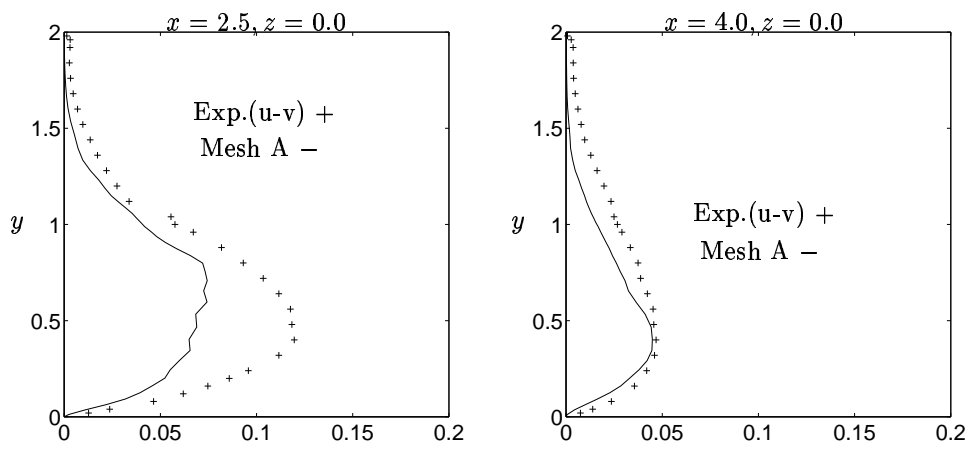 x = 2.5, z = 0.0
2
1.5
y
1
0.5
0
Exp.(u-v) +
Mesh A −
0
0.05
0.1
0.15
0.2
x = 4.0, z = 0.0
2
1.5
y
1
0.5
0
Exp.(u-v) +
Mesh A −
0
0.05
0.1
0.15
0.2